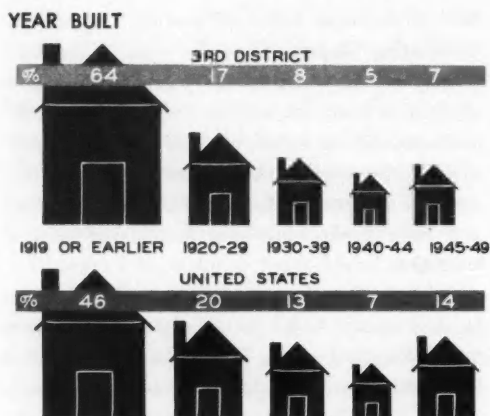 YEAR BUILT
3RD DISTRICT
% 64 17 8 5 7
1919 OR EARLIER 1920-29 1930-39 1940-44 1945-49
UNITED STATES
% 46 20 13 7 14